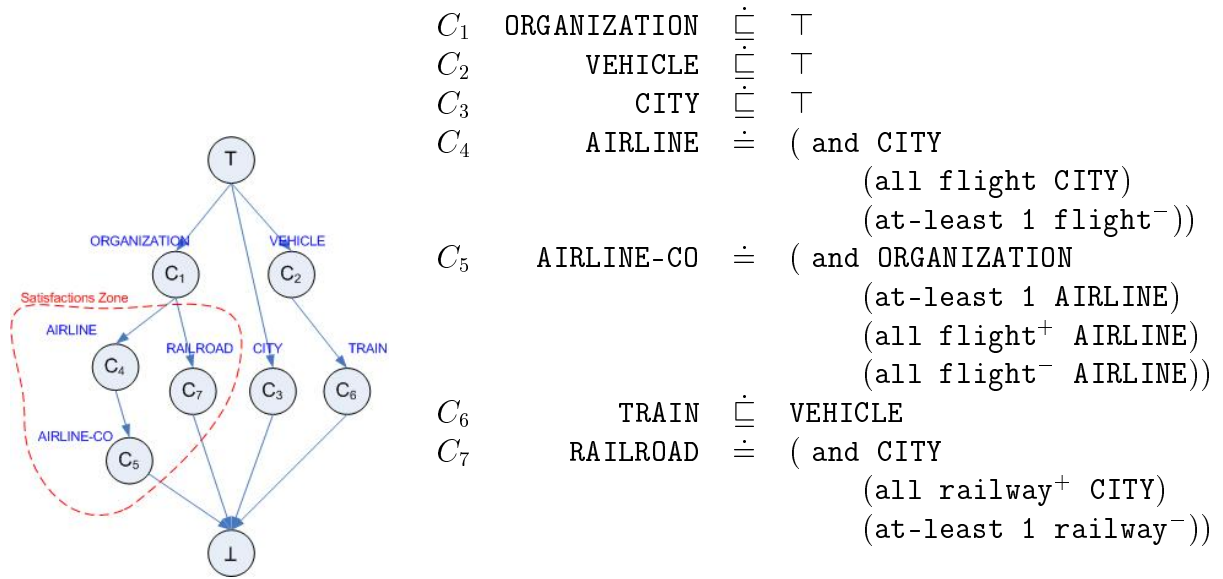 ⊤
ORGANIZATION VEHICLE
C₁ C₂
Satisfactions Zone
AIRLINE RAILROAD CITY TRAIN
C₄ C₇ C₃ C₆
AIRLINE-CO
C₅
⊥
C₁ ORGANIZATION ⊑̇ ⊤
C₂ VEHICLE ⊑̇ ⊤
C₃ CITY ⊑̇ ⊤
C₄ AIRLINE ≐ ( and CITY
(all flight CITY)
(at-least 1 flight⁻))
C₅ AIRLINE-CO ≐ ( and ORGANIZATION
(at-least 1 AIRLINE)
(all flight⁺ AIRLINE)
(all flight⁻ AIRLINE))
C₆ TRAIN ⊑̇ VEHICLE
C₇ RAILROAD ≐ ( and CITY
(all railway⁺ CITY)
(at-least 1 railway⁻))